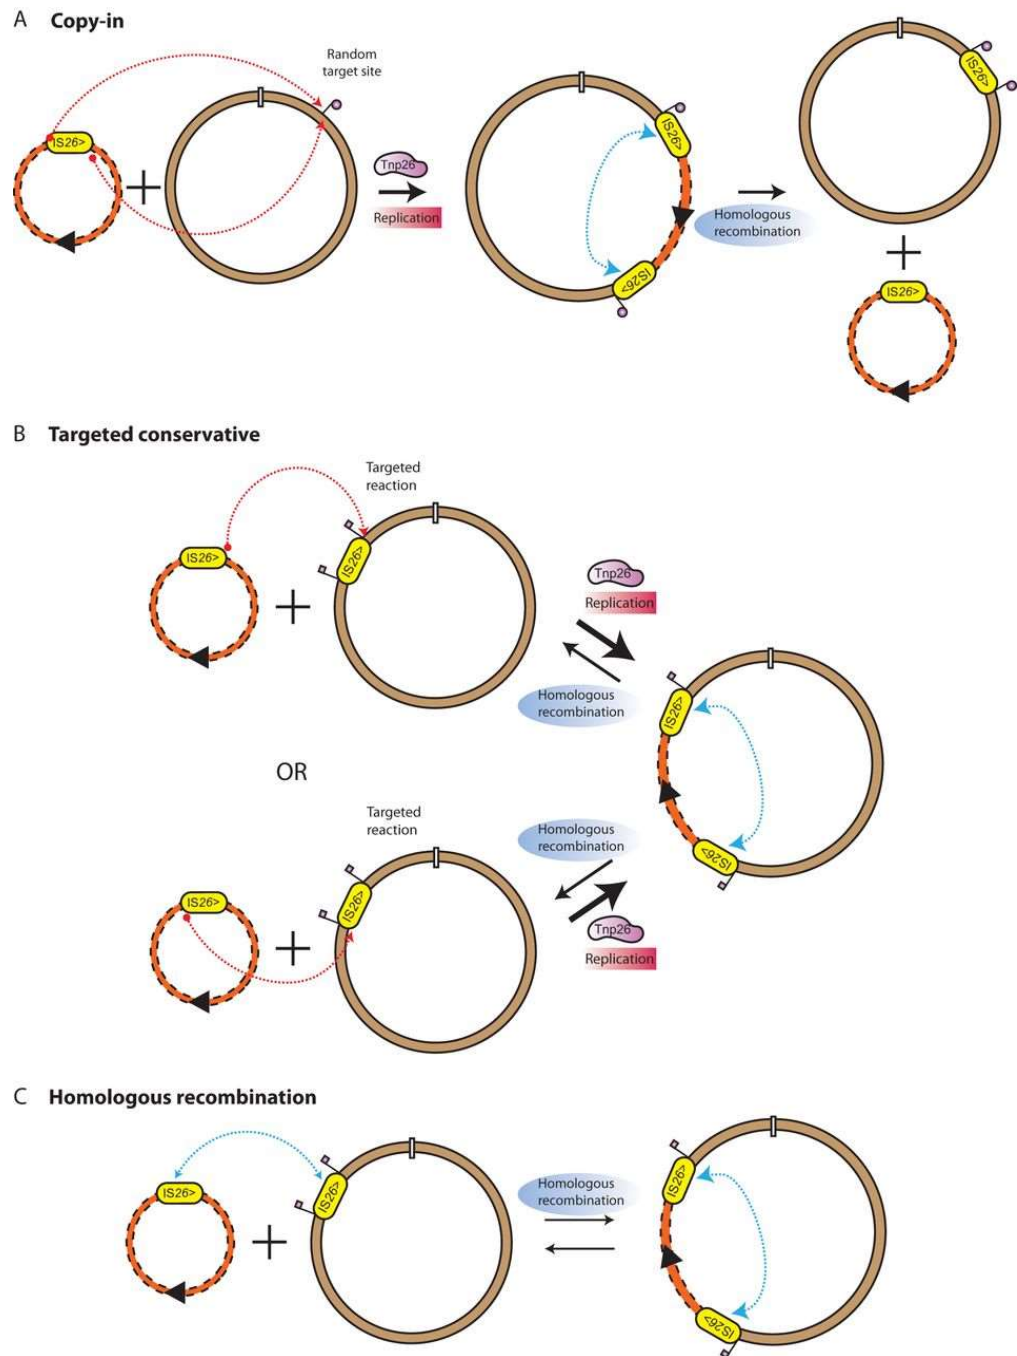 A Copy-in
Random
target site
IS26>
IS26>
IS26>
Tnp26
Replication
Homologous
recombination
IS26>
IS26>
B Targeted conservative
Targeted
reaction
IS26>
IS26>
Tnp26
Replication
Homologous
recombination
IS26>
OR
Targeted
reaction
Homologous
recombination
IS26>
IS26>
IS26>
Tnp26
Replication
C Homologous recombination
IS26>
IS26>
Homologous
recombination
IS26>
IS26>